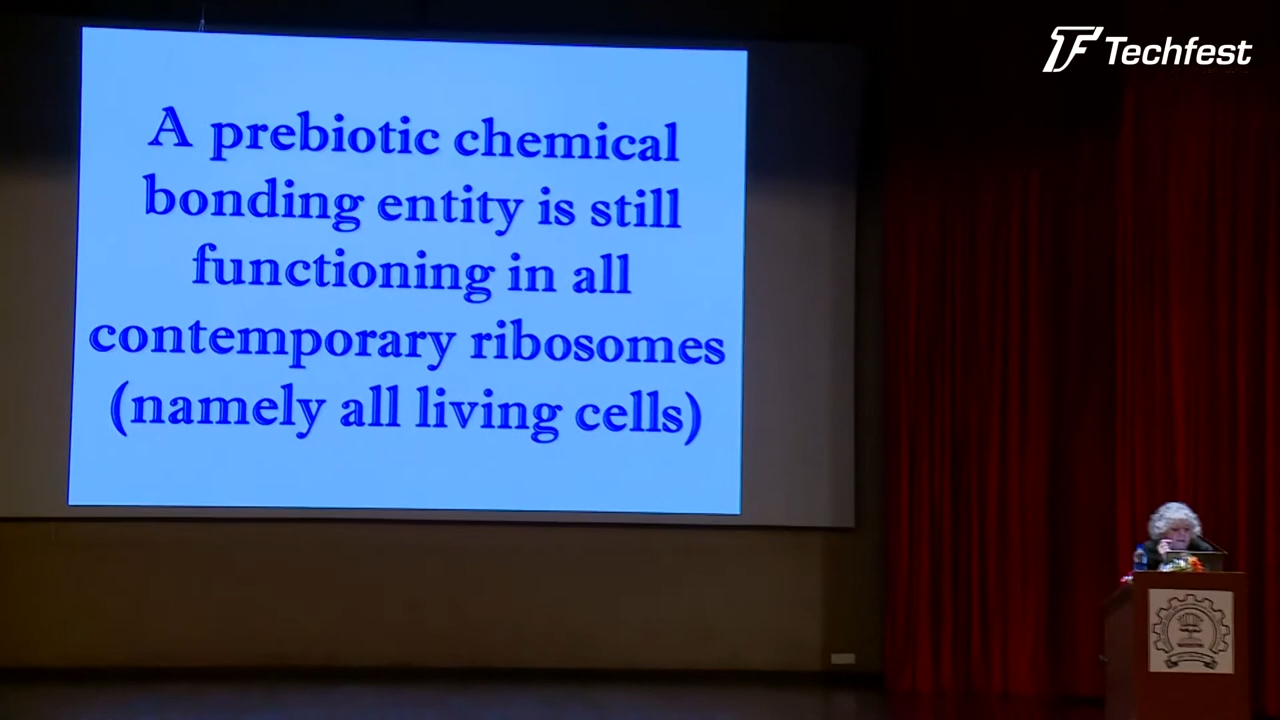 Techfest
A prebiotic chemical
bonding entity is still
functioning in all
contemporary ribosomes
(namely all living cells)